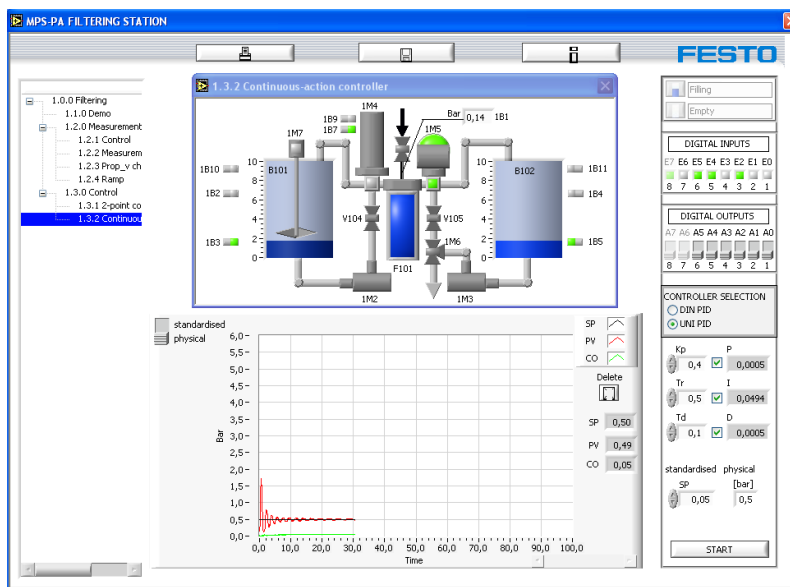 MPS-PA FILTERING STATION
FESTO
1.0.0 Filtering
1.1.0 Demo
1.2.0 Measurement
1.2.1 Control
1.2.2 Measurem
1.2.3 Prop_v ch
1.2.4 Ramp
1.3.0 Control
1.3.1 2-point co
1.3.2 Continuou
1.3.2 Continuous-action controller
1M4
1B9
1B7
Bar 0,14 1B1
1M5
1M7
1B10
1B2
1B3
10
8
6
4
2
0
B101
V104
F101
V105
1M6
1M2
1M3
10
8
6
4
2
0
B102
1B11
1B4
1B5
Filling
Empty
DIGITAL INPUTS
E7 E6 E5 E4 E3 E2 E1 E0
8 7 6 5 4 3 2 1
DIGITAL OUTPUTS
A7 A6 A5 A4 A3 A2 A1 A0
8 7 6 5 4 3 2 1
CONTROLLER SELECTION
DIN PID
UNI PID
Kp P
0,4 0,0005
Tr I
0,5 0,0494
Td D
0,1 0,0005
standardised physical
SP [bar]
0,05 0,5
START
standardised
physical
6,0
5,5
5,0
4,5
4,0
3,5
3,0
2,5
2,0
1,5
1,0
0,5
0,0
Bar
0,0 10,0 20,0 30,0 40,0 50,0 60,0 70,0 80,0 90,0 100,0
Time
SP
PV
CO
Delete
SP 0,50
PV 0,49
CO 0,05